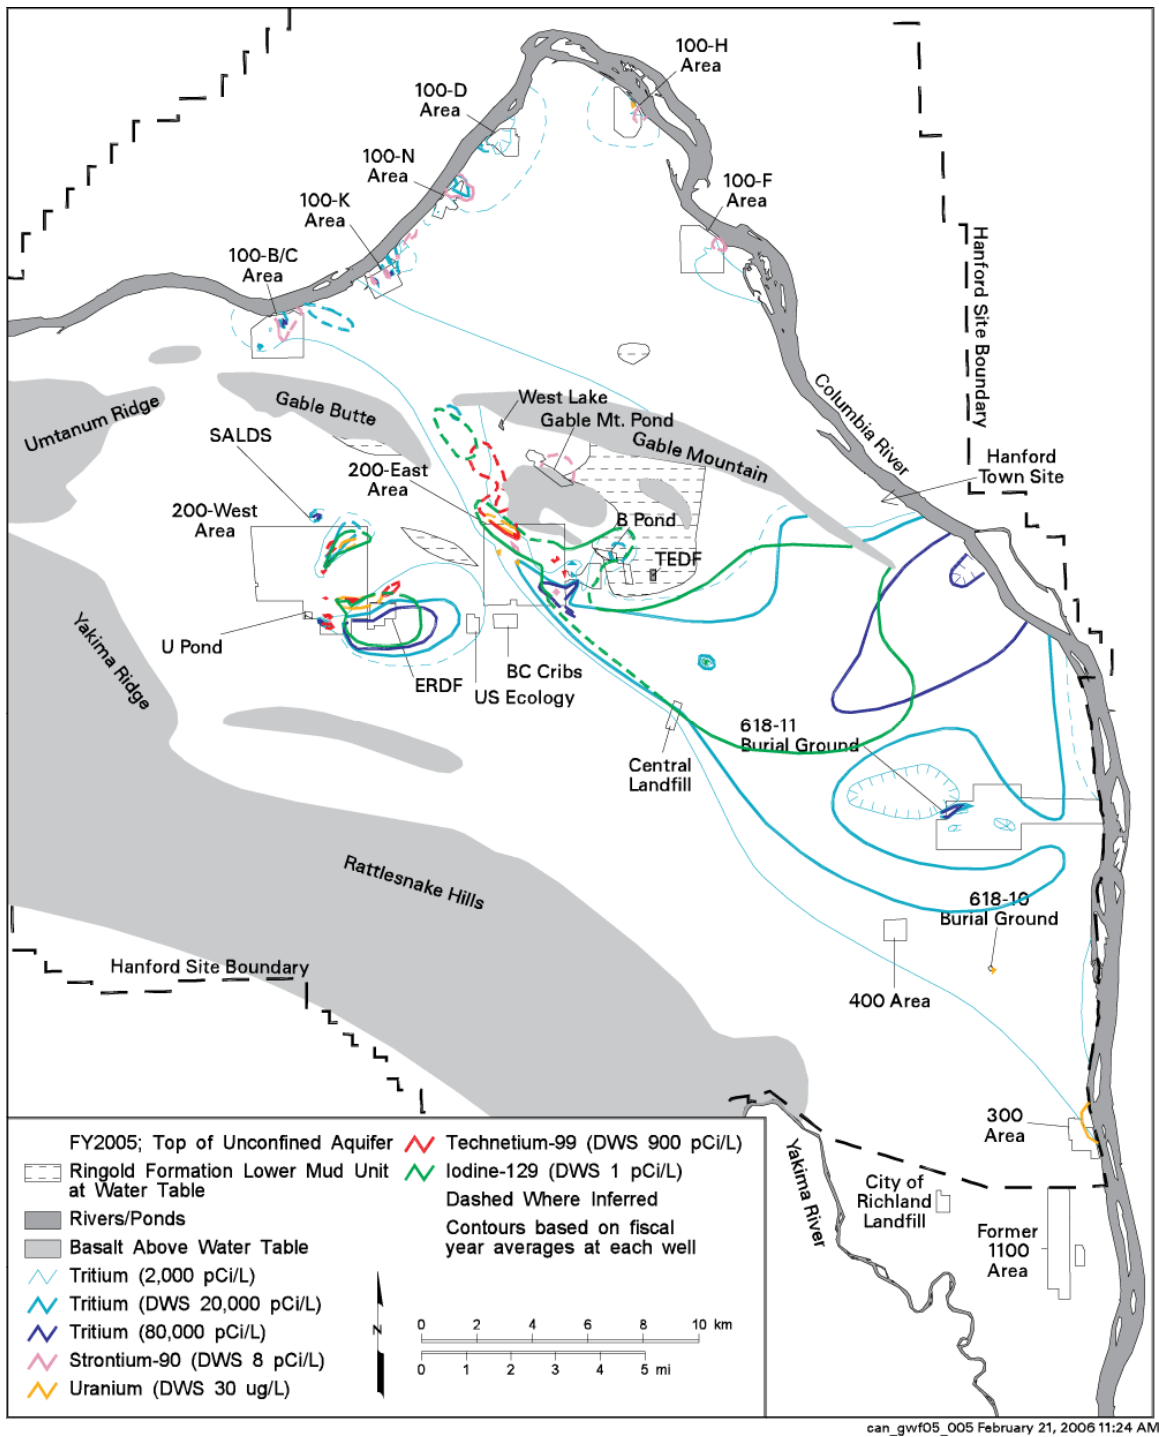 100-H
Area
100-D
Area
100-N
Area
100-K
Area
100-F
Area
100-B/C
Area
Hanford Site Boundary
Columbia River
Umtanum Ridge
Gable Butte
West Lake
Gable Mt. Pond
Gable Mountain
SALDS
200-East
Area
Hanford
Town Site
200-West
Area
B Pond
TEDF
U Pond
Yakima Ridge
ERDF
BC Cribs
US Ecology
618-11
Burial Ground
Central
Landfill
Rattlesnake Hills
618-10
Burial Ground
Hanford Site Boundary
400 Area
300
Area
Yakima River
City of
Richland
Landfill
Former
1100
Area
FY2005; Top of Unconfined Aquifer
Ringold Formation Lower Mud Unit
at Water Table
Rivers/Ponds
Basalt Above Water Table
Tritium (2,000 pCi/L)
Tritium (DWS 20,000 pCi/L)
Tritium (80,000 pCi/L)
Strontium-90 (DWS 8 pCi/L)
Uranium (DWS 30 ug/L)
Technetium-99 (DWS 900 pCi/L)
Iodine-129 (DWS 1 pCi/L)
Dashed Where Inferred
Contours based on fiscal
year averages at each well
N
0 2 4 6 8 10 km
0 1 2 3 4 5 mi
can_gwf05_005 February 21, 2006 11:24 AM